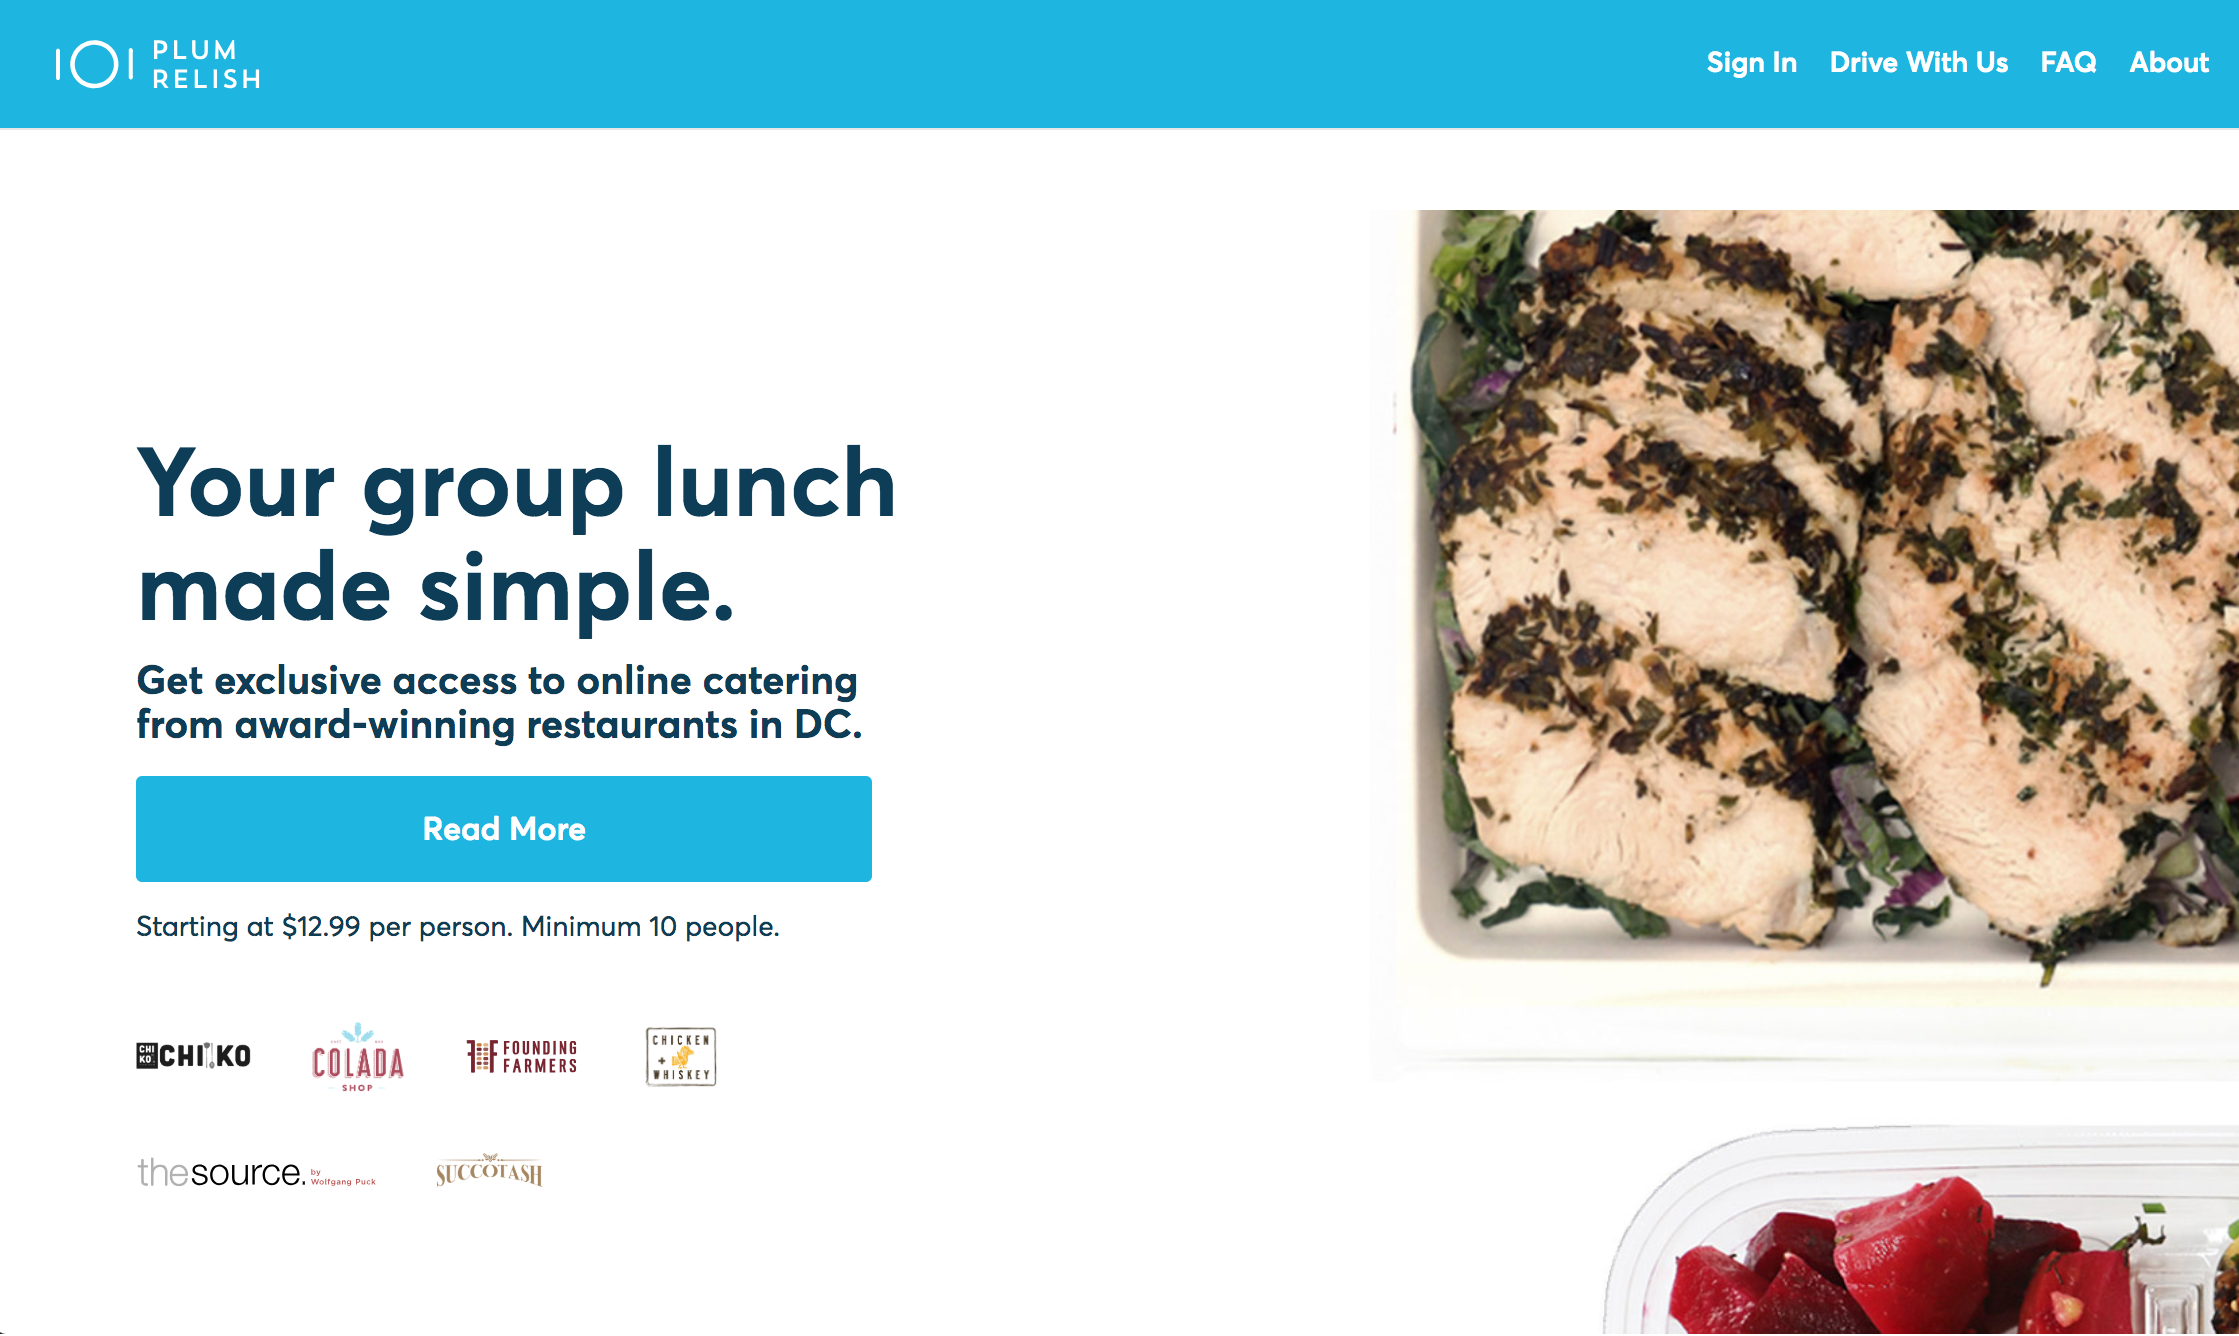 PLUM
RELISH
Sign In Drive With Us FAQ About
Your group lunch
made simple.
Get exclusive access to online catering
from award-winning restaurants in DC.
Read More
Starting at $12.99 per person. Minimum 10 people.
CHI
KO
CHIKO
COLADA
SHOP
FOUNDING
FARMERS
CHICKEN
+
WHISKEY
thesource.
by
Wolfgang Puck
SUCCOTASH